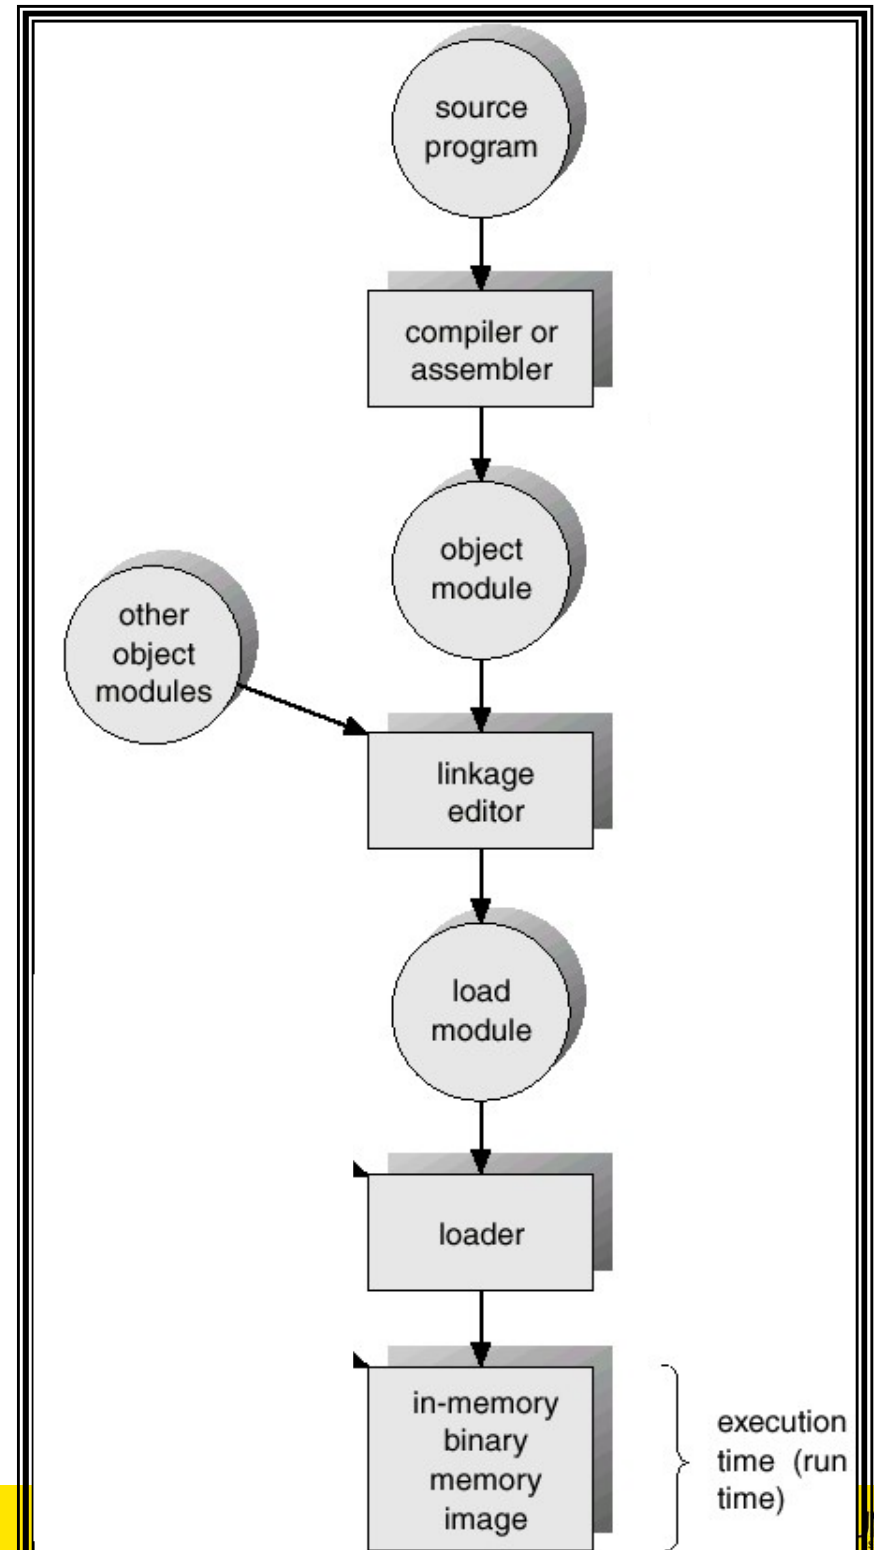 source
program
compiler or
assembler
object
module
other
object
modules
linkage
editor
load
module
loader
in-memory
binary
memory
image
execution
time (run
time)